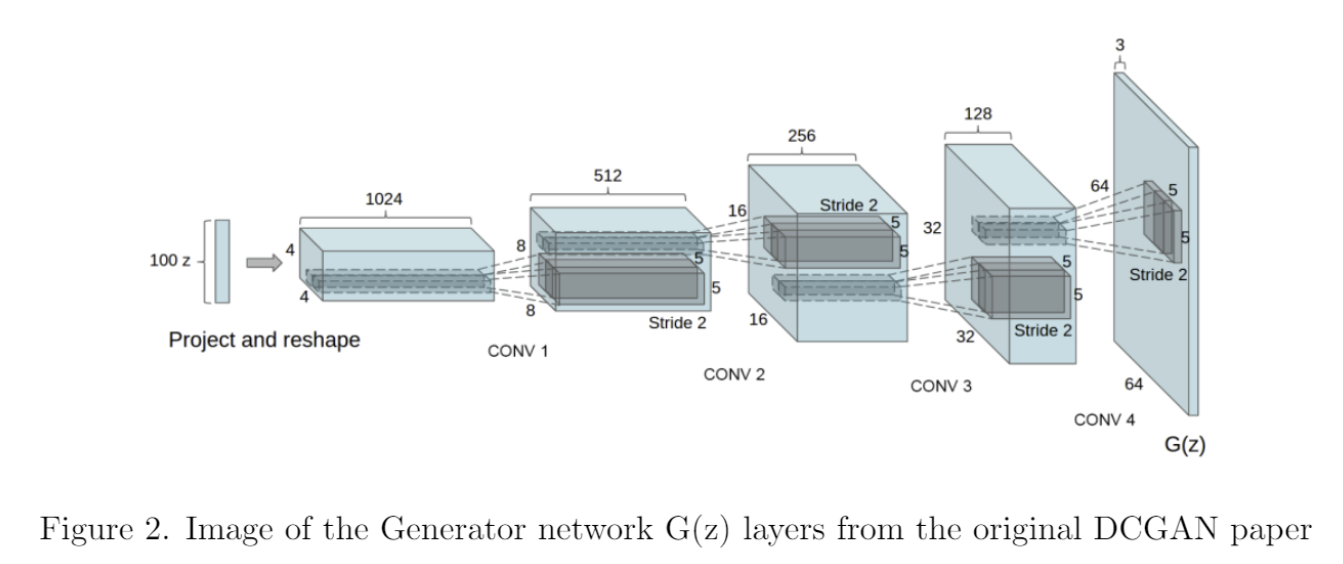 3
128
256
64
5
512
Stride 2
16
5
1024
5
32
8
5
4
100 z
5
5
5
Stride 2
4
5
8
16
Stride 2
Stride 2
32
Project and reshape
CONV 1
CONV 2
CONV 3
64
CONV 4
G(z)
Figure 2. Image of the Generator network G(z) layers from the original DCGAN paper